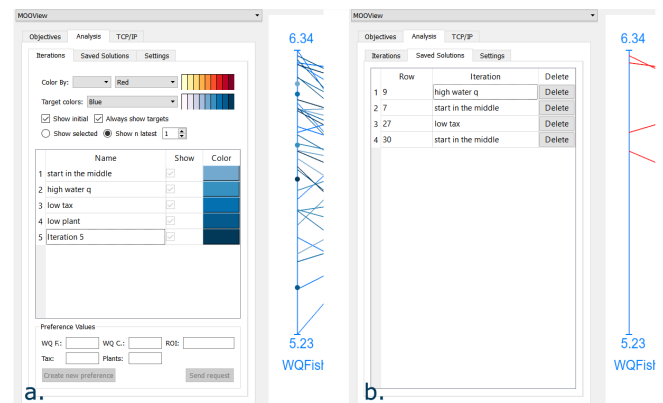 MOOView
Objectives Analysis TCP/IP
Iterations Saved Solutions Settings
Color By: Red
Target colors: Blue
Show initial Always show targets
Show selected Show n latest 1
Name Show Color
1 start in the middle
2 high water q
3 low tax
4 low plant
5 Iteration 5
Preference Values
WQ F.: WQ C.: ROI:
Tax: Plants:
Create new preference Send request
a.
6.34
5.23
WQFish
MOOView
Objectives Analysis TCP/IP
Iterations Saved Solutions Settings
Row Iteration Delete
1 9 high water q Delete
2 7 start in the middle Delete
3 27 low tax Delete
4 30 start in the middle Delete
b.
6.34
5.23
WQFish